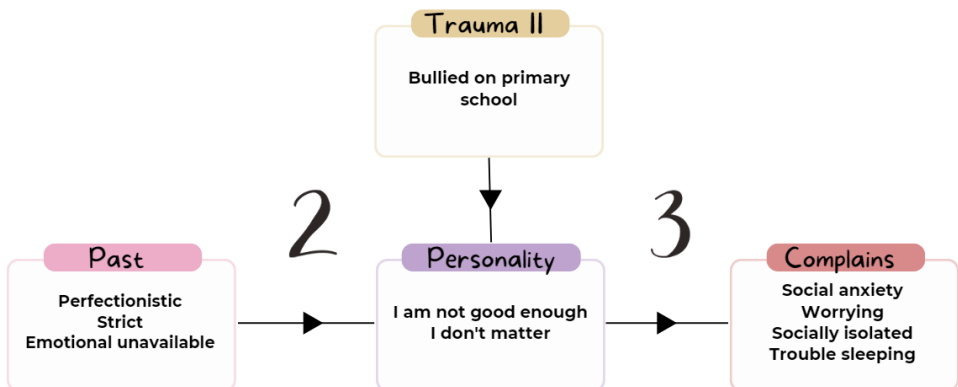 Trauma II
Bullied on primary
school
2
3
Past
Perfectionistic
Strict
Emotional unavailable
Personality
I am not good enough
I don't matter
Complains
Social anxiety
Worrying
Socially isolated
Trouble sleeping